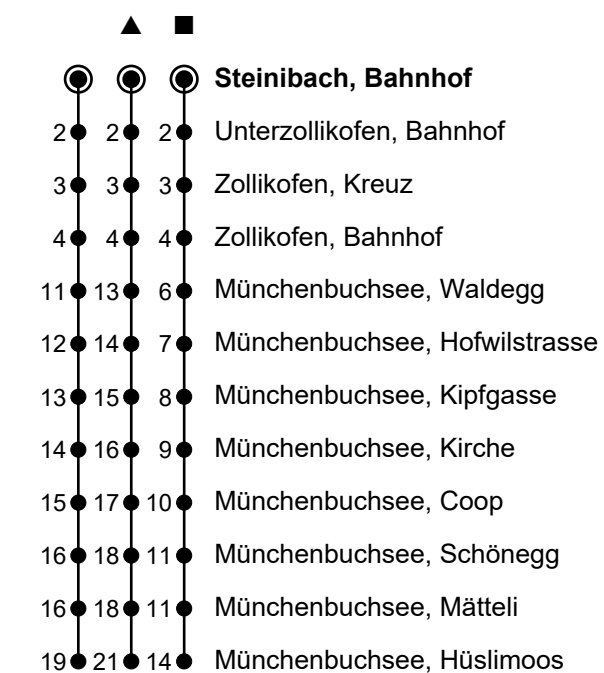 ▲ ■
Steinibach, Bahnhof
2 2 2 Unterzollikofen, Bahnhof
3 3 3 Zollikofen, Kreuz
4 4 4 Zollikofen, Bahnhof
11 13 6 Münchenbuchsee, Waldegg
12 14 7 Münchenbuchsee, Hofwilstrasse
13 15 8 Münchenbuchsee, Kipfgasse
14 16 9 Münchenbuchsee, Kirche
15 17 10 Münchenbuchsee, Coop
16 18 11 Münchenbuchsee, Schönegg
16 18 11 Münchenbuchsee, Mätteli
19 21 14 Münchenbuchsee, Hüslimoos